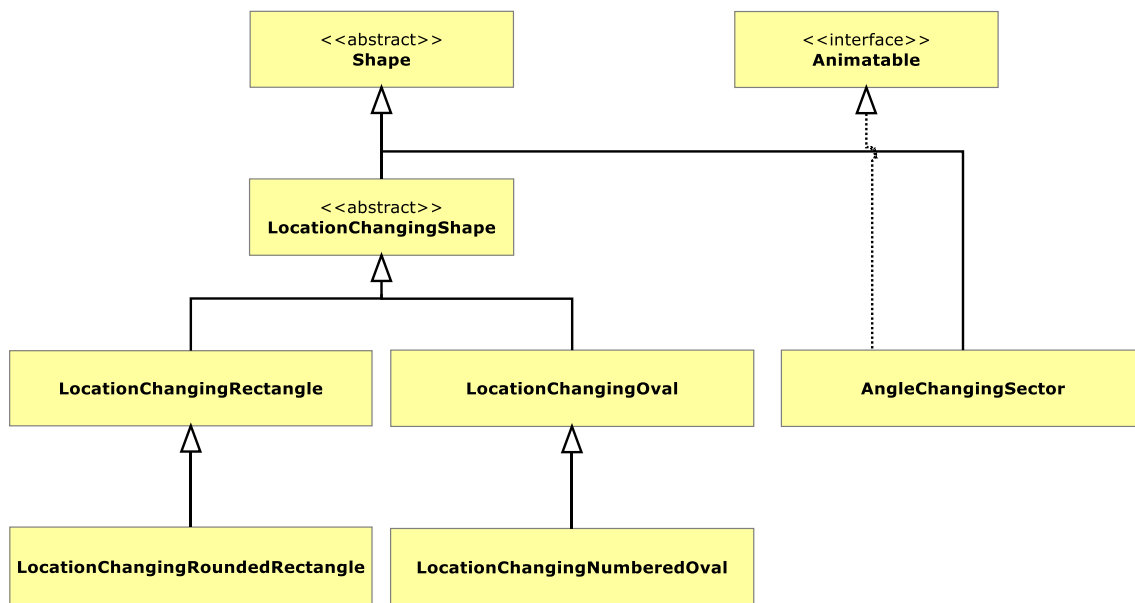 <<abstract>>
Shape
<<interface>>
Animatable
<<abstract>>
LocationChangingShape
LocationChangingRectangle
LocationChangingOval
AngleChangingSector
LocationChangingRoundedRectangle
LocationChangingNumberedOval